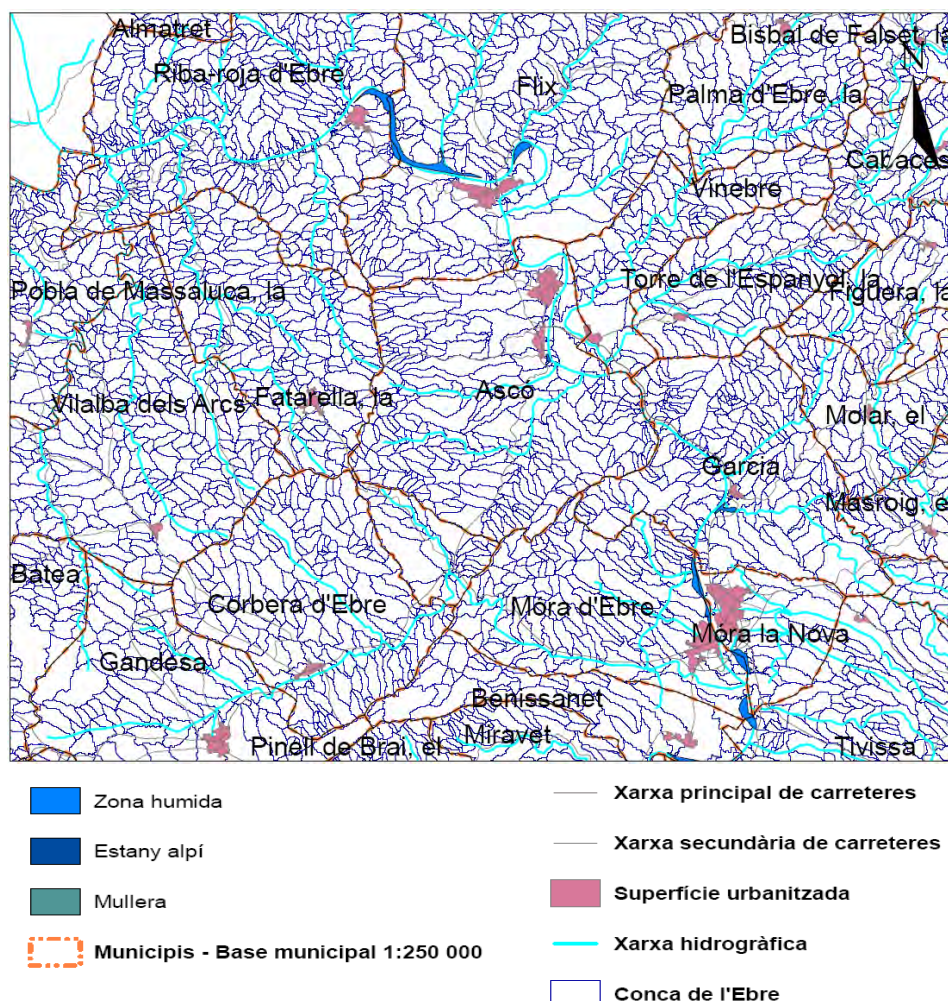 Almatret
Bisbal de Falset, la
N
Riba-roja d'Ebre
Flix
Palma d'Ebre, la
Cabacés
Vinebre
Torre de l'Espanyol, la
Pobla de Massaluca, la
Figuera, la
Ascó
Fatarella, la
Vilalba dels Arcs
Molar, el
Garcia
Masroig, e
Batea
Corbera d'Ebre
Móra d'Ebre
Móra la Nova
Gandesa
Benissanet
Miravet
Pinell de Brai, el
Tivissa
Zona humida
Estany alpí
Mullera
Municipis - Base municipal 1:250 000
Xarxa principal de carreteres
Xarxa secundària de carreteres
Superfície urbanitzada
Xarxa hidrogràfica
Conca de l'Ebre